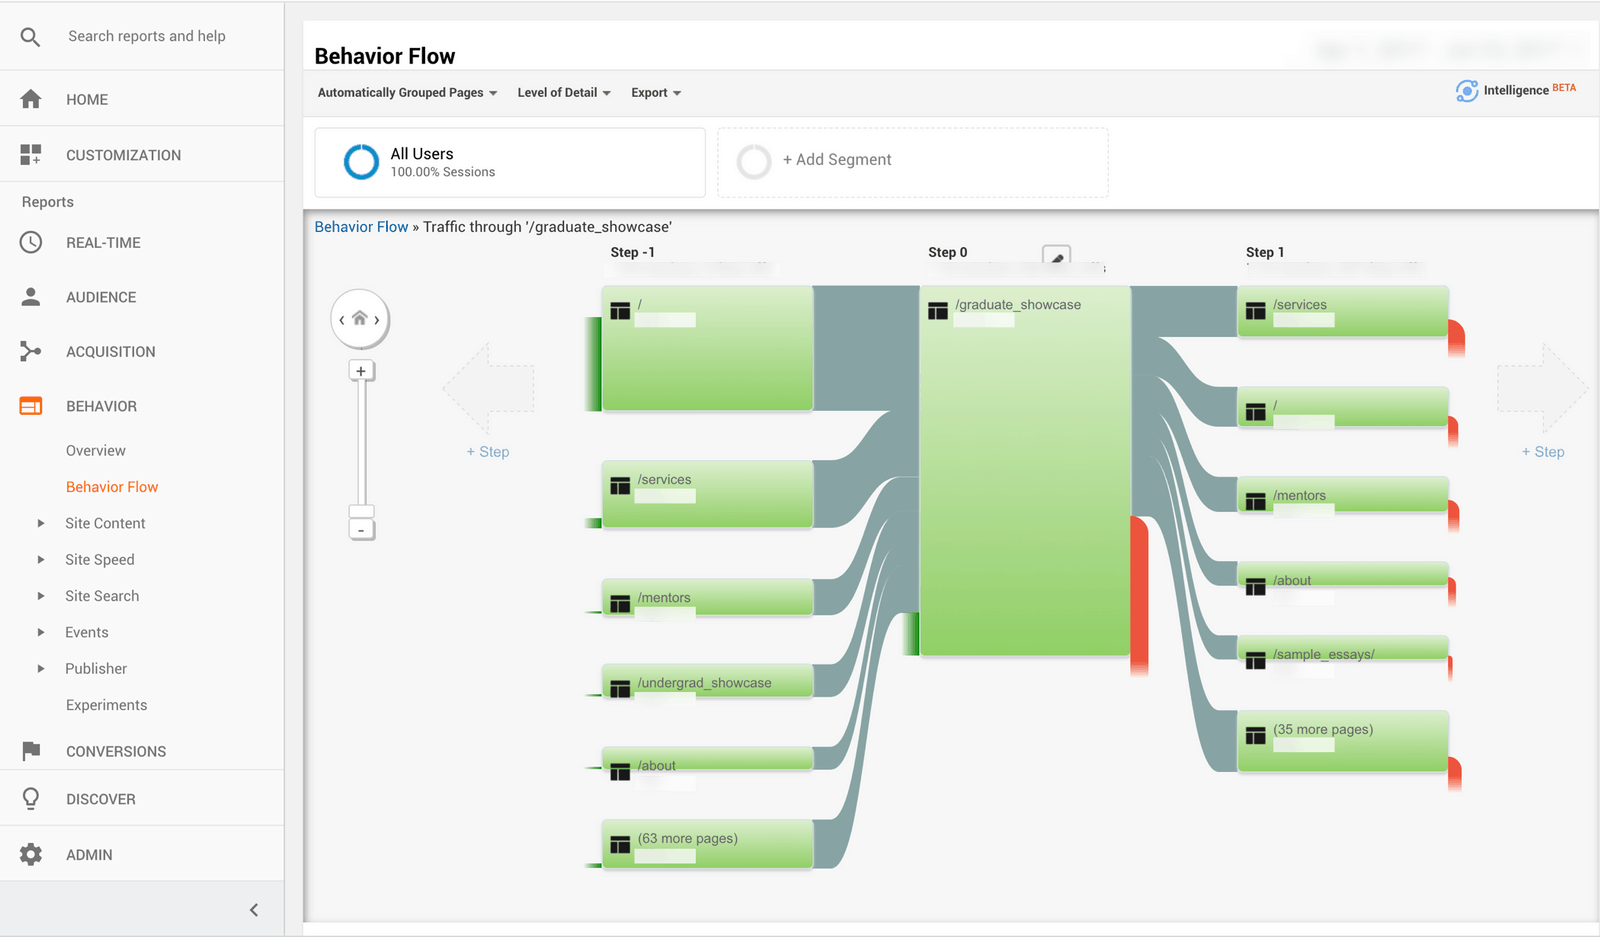 Search reports and help
HOME
CUSTOMIZATION
Reports
REAL-TIME
AUDIENCE
ACQUISITION
BEHAVIOR
Overview
Behavior Flow
Site Content
Site Speed
Site Search
Events
Publisher
Experiments
CONVERSIONS
DISCOVER
ADMIN
Behavior Flow
Automatically Grouped Pages
Level of Detail
Export
Intelligence BETA
All Users
100.00% Sessions
+ Add Segment
Behavior Flow » Traffic through '/graduate_showcase'
Step -1
/
/services
/mentors
/undergrad_showcase
/about
(63 more pages)
+ Step
Step 0
/graduate_showcase
Step 1
/services
/
/mentors
/about
/sample_essays/
(35 more pages)
+ Step
+
-